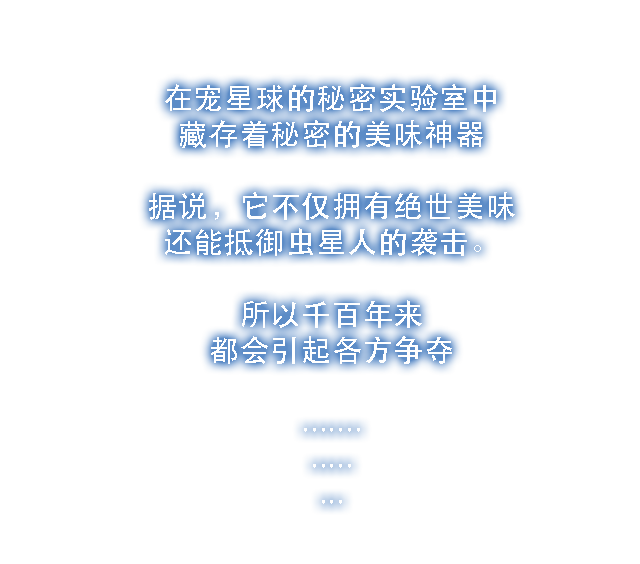 在宠星球的秘密实验室中
藏存着秘密的美味神器
据说，它不仅拥有绝世美味
还能抵御虫星人的袭击。
所以千百年来
都会引起各方争夺
·······
·····
···